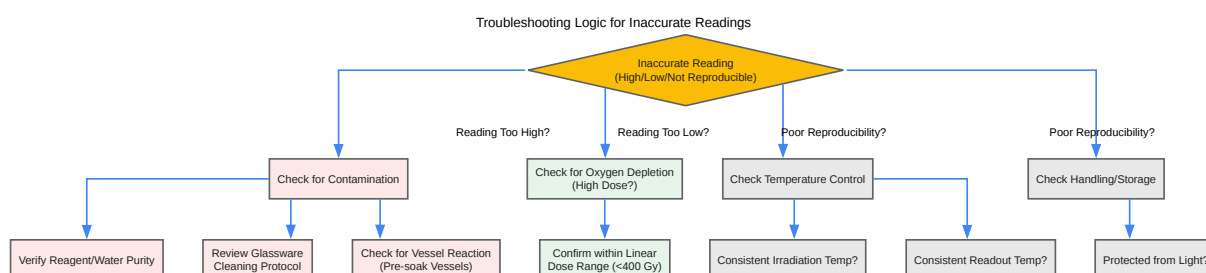 Troubleshooting Logic for Inaccurate Readings
Inaccurate Reading
(High/Low/Not Reproducible)
Reading Too High?
Reading Too Low?
Poor Reproducibility?
Poor Reproducibility?
Check for Contamination
Check for Oxygen Depletion
(High Dose?)
Check Temperature Control
Check Handling/Storage
Verify Reagent/Water Purity
Review Glassware
Cleaning Protocol
Check for Vessel Reaction
(Pre-soak Vessels)
Confirm within Linear
Dose Range (<400 Gy)
Consistent Irradiation Temp?
Consistent Readout Temp?
Protected from Light?